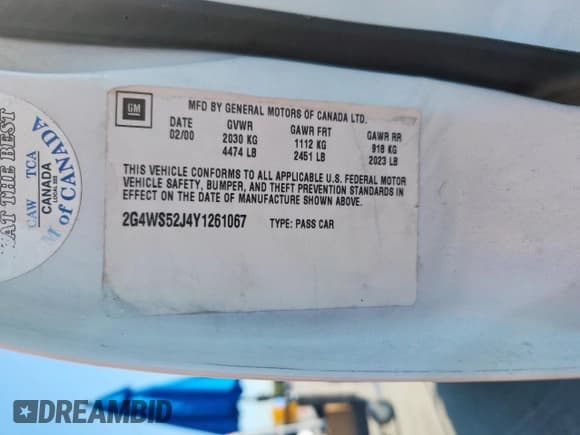 GM
MFD BY GENERAL MOTORS OF CANADA LTD.
DATE GVWR GAWR FRT GAWR RR
02/00 2030 KG 1112 KG 918 KG
4474 LB 2451 LB 2023 LB
THIS VEHICLE CONFORMS TO ALL APPLICABLE U.S. FEDERAL MOTOR
VEHICLE SAFETY, BUMPER, AND THEFT PREVENTION STANDARDS IN
EFFECT ON THE DATE OF MANUFACTURE SHOWN ABOVE.
2G4WS52J4Y1261067 TYPE: PASS CAR
AT THE BEST
CAW TCA
CANADA
M of CANADA
DREAMBID